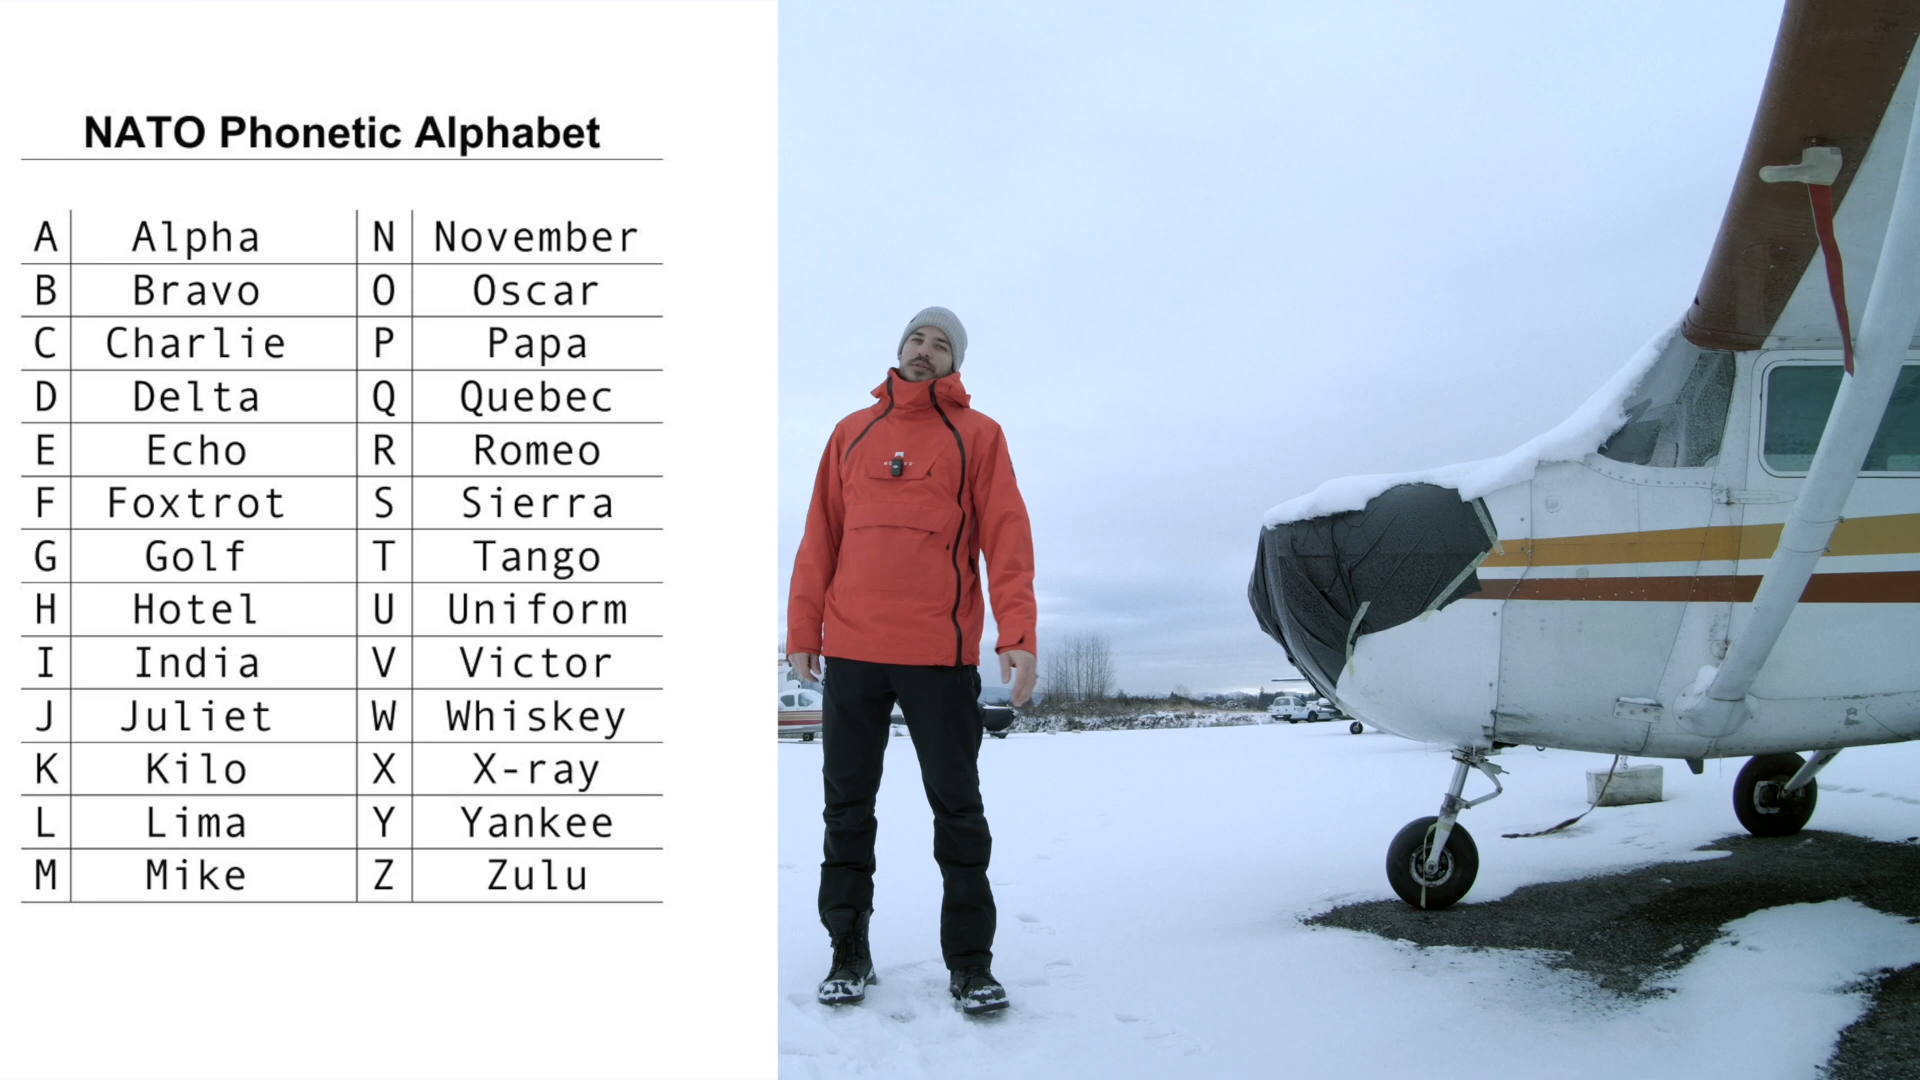 NATO Phonetic Alphabet
A Alpha N November
B Bravo O Oscar
C Charlie P Papa
D Delta Q Quebec
E Echo R Romeo
F Foxtrot S Sierra
G Golf T Tango
H Hotel U Uniform
I India V Victor
J Juliet W Whiskey
K Kilo X X-ray
L Lima Y Yankee
M Mike Z Zulu